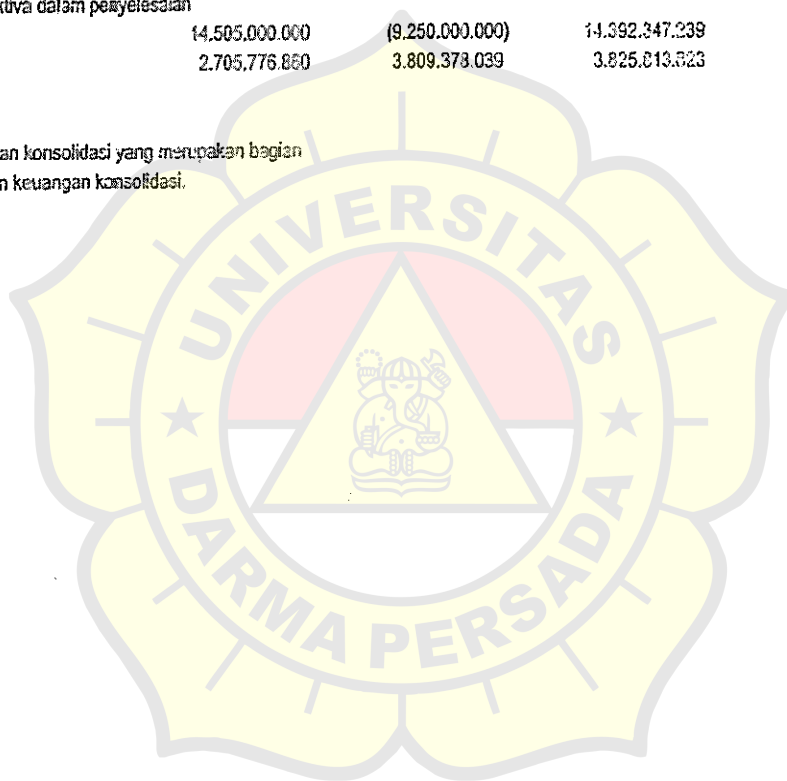 ktiva dalam penyelesaian
14.505.000.000 (9.250.000.000) 14.392.347.239
2.705.776.860 3.809.378.039 3.825.813.823
an konsolidasi yang merupakan bagian
n keuangan konsolidasi.
UNIVERSITAS
DARMA PERSADA